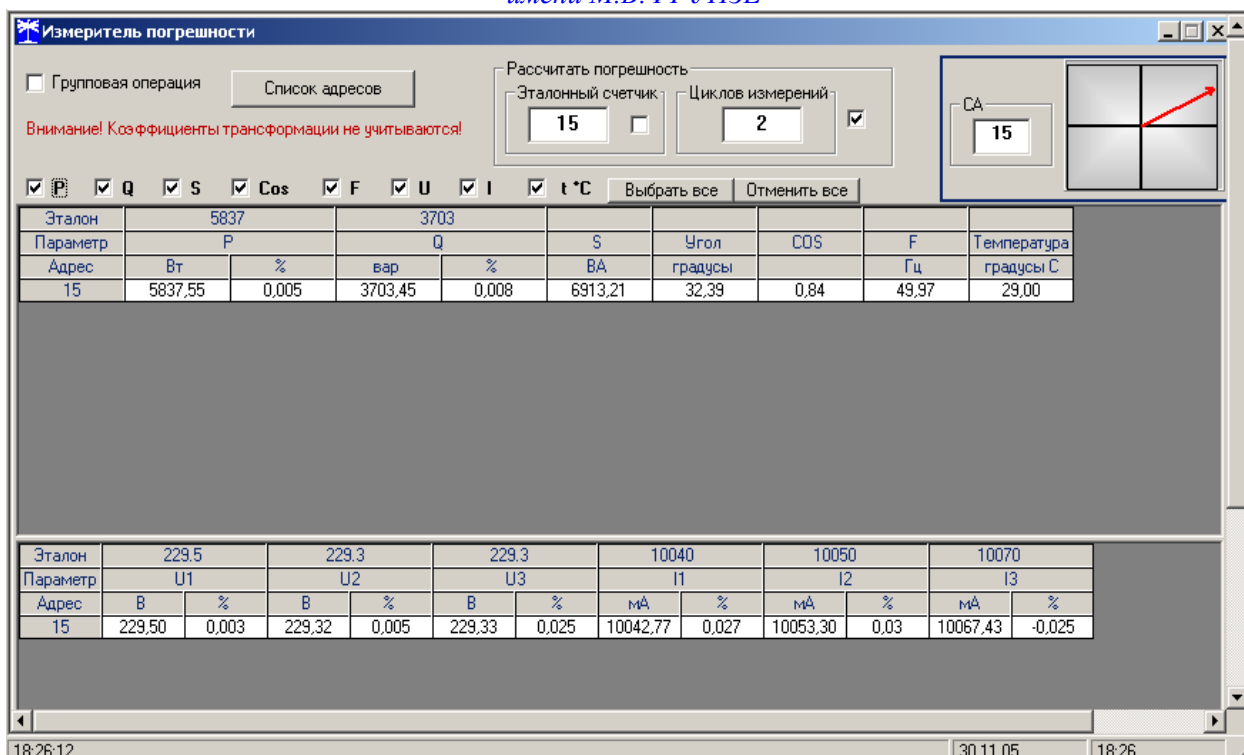 Измеритель погрешности
Групповая операция
Список адресов
Рассчитать погрешность
Эталонный счетчик
15
Циклов измерений
2
СА
15
Внимание! Коэффициенты трансформации не учитываются!
P Q S Cos F U I t °C Выбрать все Отменить все
Эталон 5837 3703
Параметр P Q S Угол COS F Температура
Адрес Вт % вар % ВА градусы Гц градусы С
15 5837,55 0,005 3703,45 0,008 6913,21 32,39 0,84 49,97 29,00
Эталон 229.5 229.3 229.3 10040 10050 10070
Параметр U1 U2 U3 I1 I2 I3
Адрес В % В % В % мА % мА % мА %
15 229,50 0,003 229,32 0,005 229,33 0,025 10042,77 0,027 10053,30 0,03 10067,43 -0,025
18:26:12 30.11.05 18:26